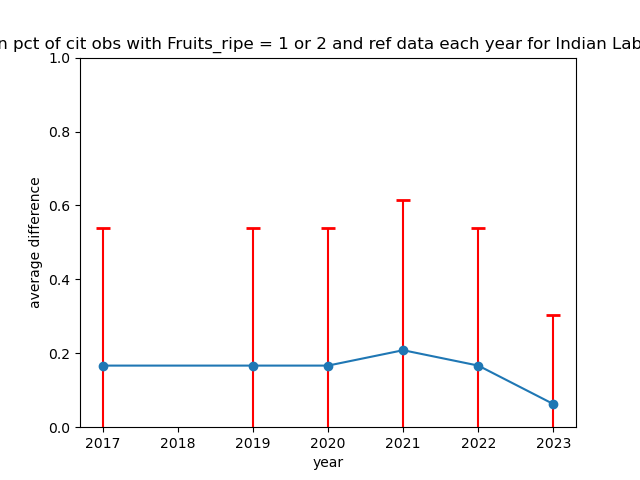 n pct of cit obs with Fruits_ripe = 1 or 2 and ref data each year for Indian Lab
1.0
0.8
0.6
0.4
0.2
0.0
average difference
2017 2018 2019 2020 2021 2022 2023
year